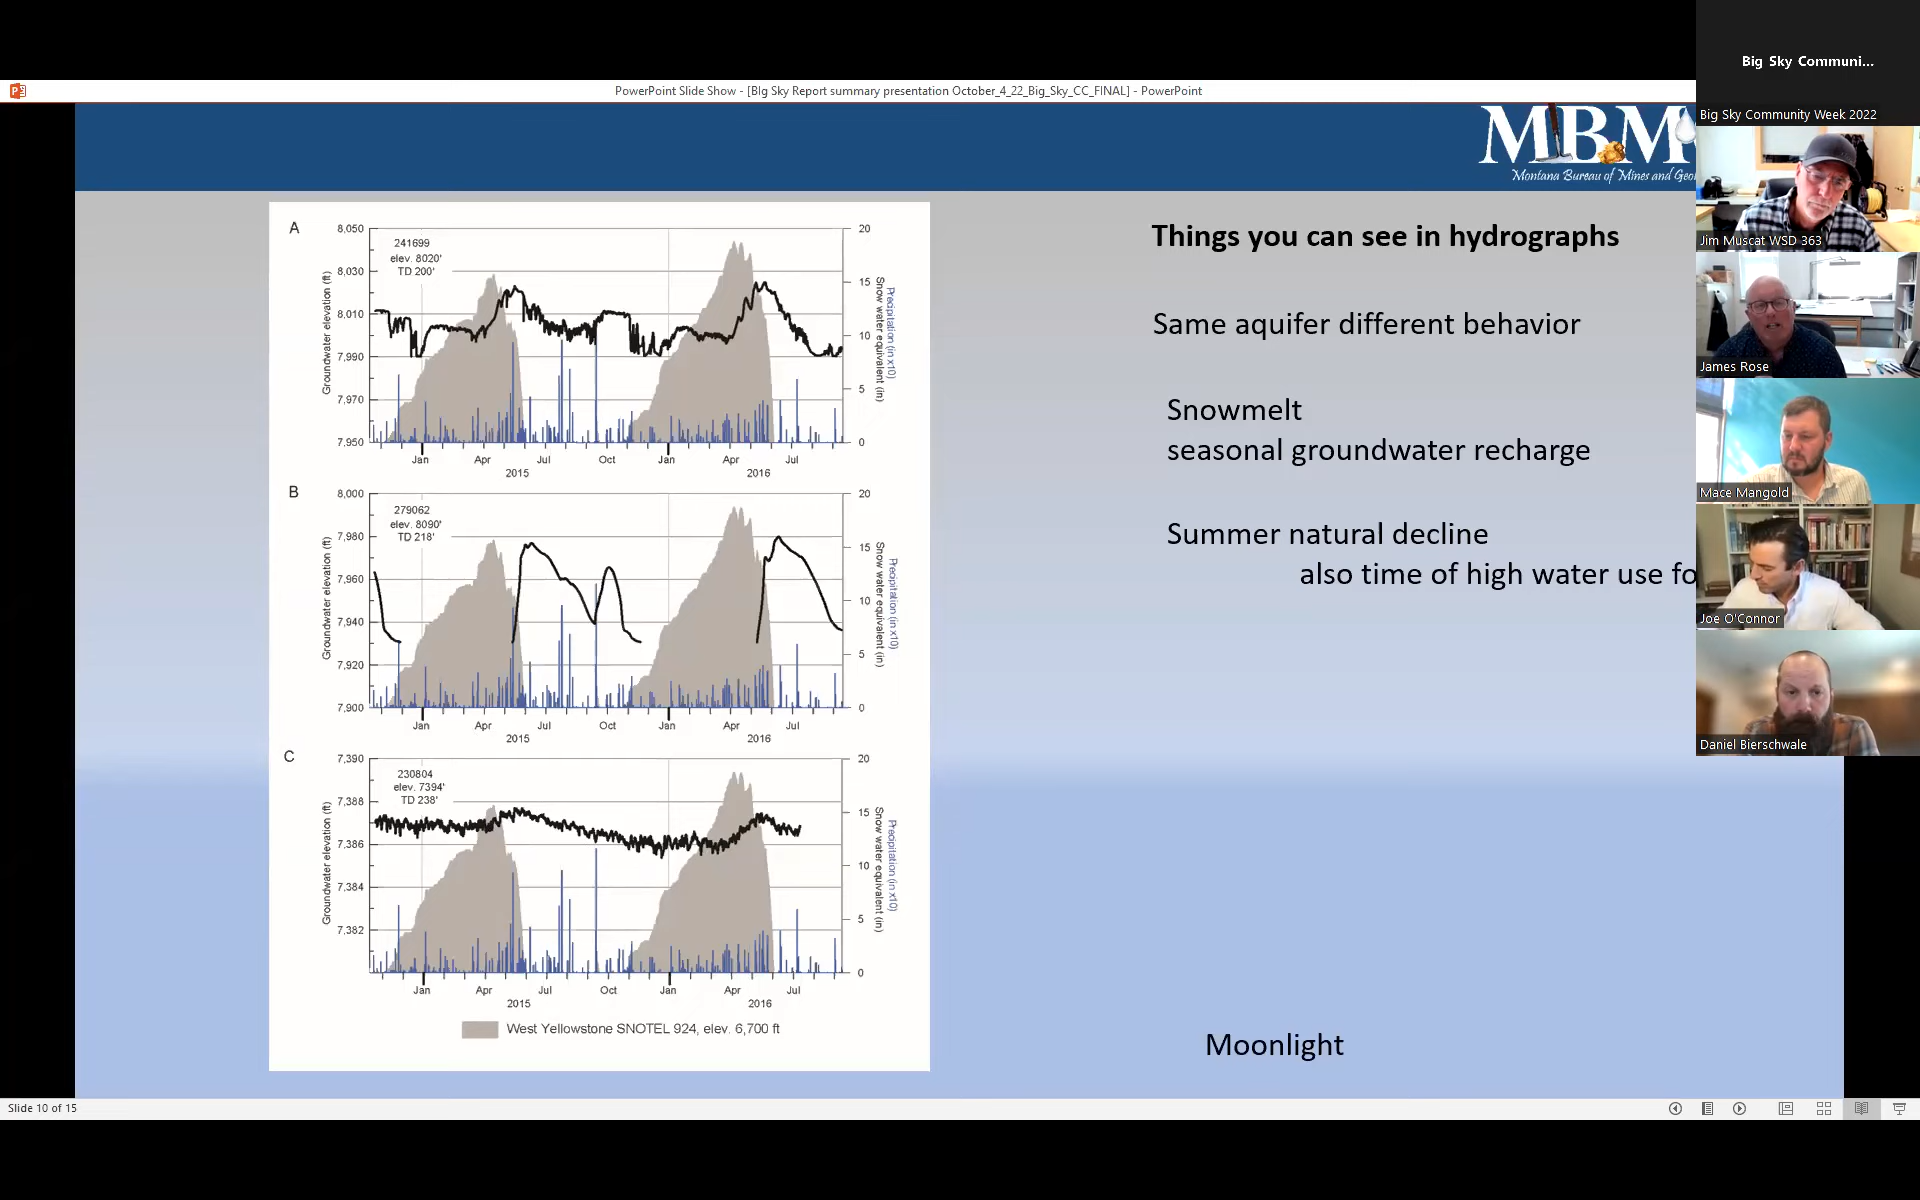 PowerPoint Slide Show - [BIg Sky Report summary presentation October_4_22_Big_Sky_CC_FINAL] - PowerPoint
MBM
Montana Bureau of Mines and Geo
Things you can see in hydrographs
Same aquifer different behavior
Snowmelt
seasonal groundwater recharge
Summer natural decline
also time of high water use fo
Moonlight
A
241699
elev. 8020'
TD 200'
Groundwater elevation (ft)
8,050
8,030
8,010
7,990
7,970
7,950
20
15
10
5
0
Precipitation (in x10)
Snow water equivalent (in)
Jan Apr Jul Oct Jan Apr Jul
2015 2016
B
279062
elev. 8090'
TD 218'
Groundwater elevation (ft)
8,000
7,980
7,960
7,940
7,920
7,900
20
15
10
5
0
Precipitation (in x10)
Snow water equivalent (in)
Jan Apr Jul Oct Jan Apr Jul
2015 2016
C
230804
elev. 7394'
TD 238'
Groundwater elevation (ft)
7,390
7,388
7,386
7,384
7,382
20
15
10
5
0
Precipitation (in x10)
Snow water equivalent (in)
Jan Apr Jul Oct Jan Apr Jul
2015 2016
West Yellowstone SNOTEL 924, elev. 6,700 ft
Slide 10 of 15
Big Sky Communi...
Big Sky Community Week 2022
Jim Muscat WSD 363
James Rose
Mace Mangold
Joe O'Connor
Daniel Bierschwale